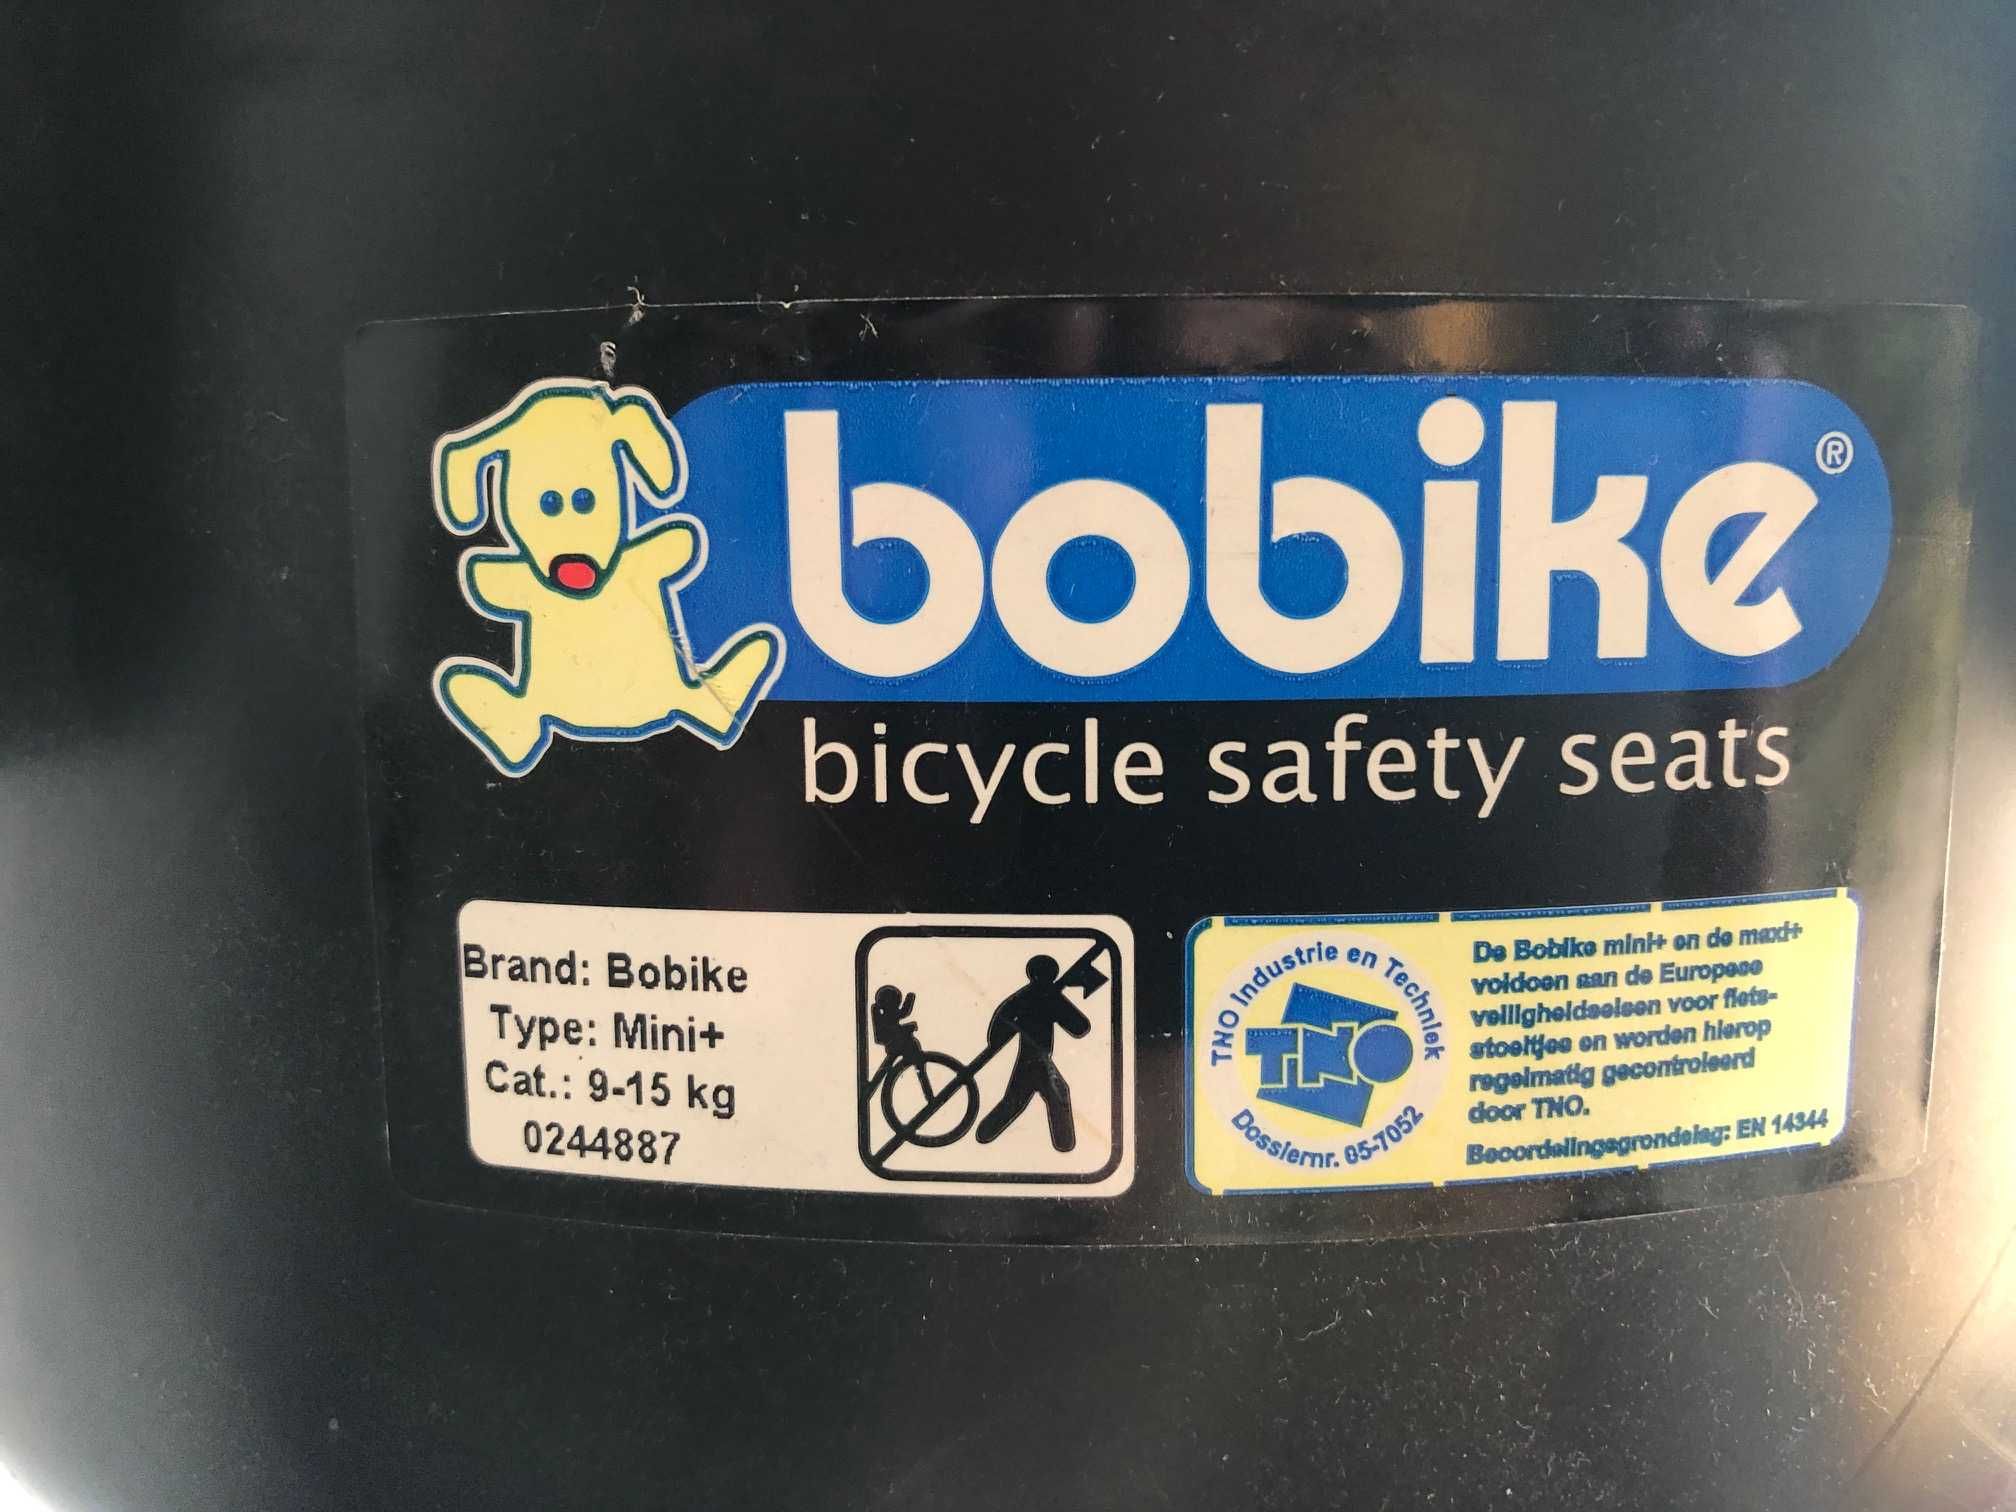 bobike®
bicycle safety seats
Brand: Bobike
Type: Mini+
Cat.: 9-15 kg
0244887
TNO Industrie en Techniek
TNO
Dossiernr. 05-7052
De Bobike mini+ en de maxi+
voldoen aan de Europese
veiligheidseisen voor fiets-
stoeltjes en worden hierop
regelmatig gecontroleerd
door TNO.
Beoordelingsgrondslag: EN 14344